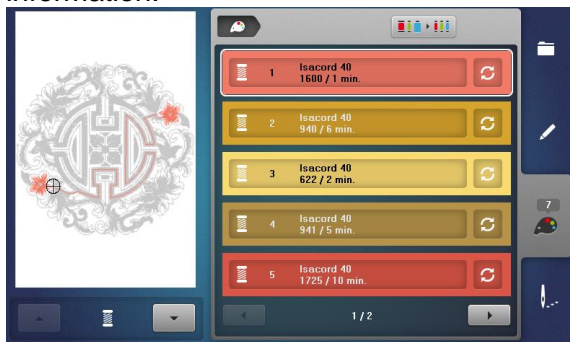 information.
1
Isacord 40
1600 / 1 min.
2
Isacord 40
940 / 6 min.
3
Isacord 40
622 / 2 min.
4
Isacord 40
941 / 5 min.
5
Isacord 40
1725 / 10 min.
1 / 2
7